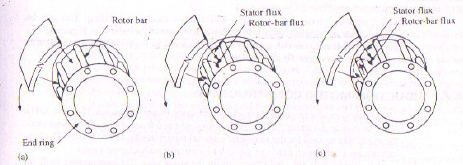 Rotor bar
End ring
(a)
Stator flux
Rotor-bar flux
(b)
Stator flux
Rotor-bar flux
(c)